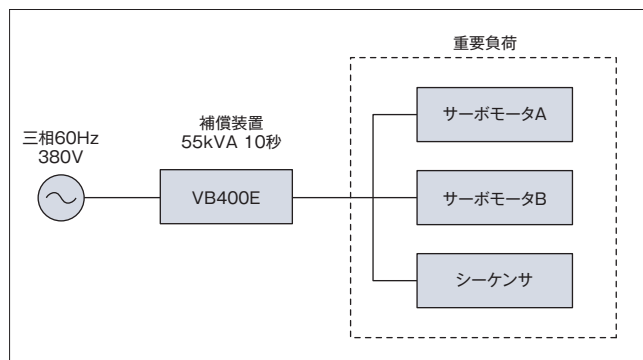 重要負荷
サーボモータA
補償装置
55kVA 10秒
三相60Hz
380V
VB400E
サーボモータB
シーケンサ